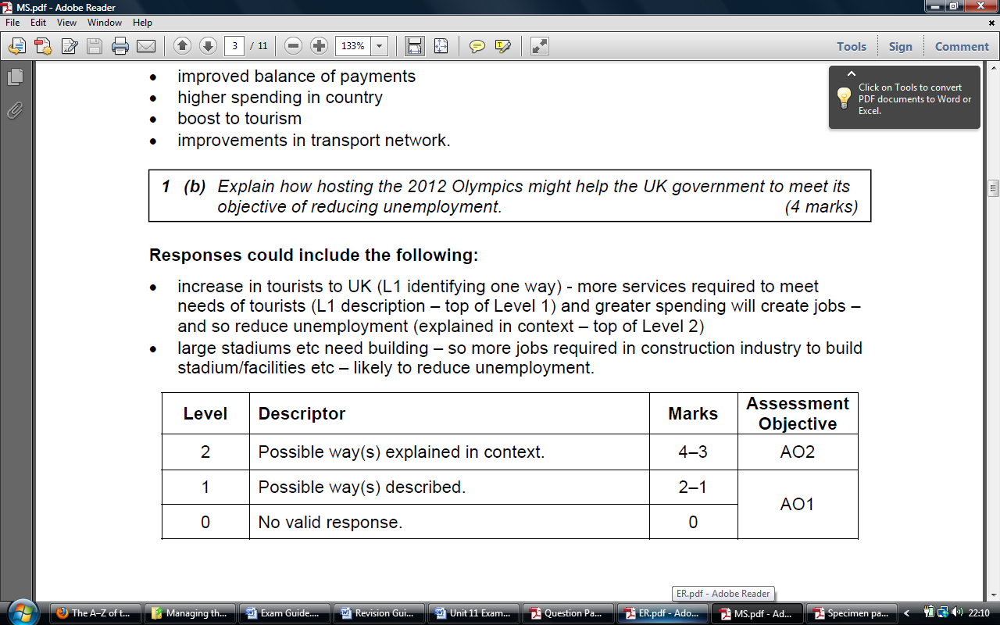 MS.pdf - Adobe Reader
File Edit View Window Help
3 / 11 133% Tools Sign Comment
Click on Tools to convert
PDF documents to Word or
Excel.
• improved balance of payments
• higher spending in country
• boost to tourism
• improvements in transport network.
1 (b) Explain how hosting the 2012 Olympics might help the UK government to meet its
objective of reducing unemployment. (4 marks)
Responses could include the following:
• increase in tourists to UK (L1 identifying one way) - more services required to meet
needs of tourists (L1 description – top of Level 1) and greater spending will create jobs –
and so reduce unemployment (explained in context – top of Level 2)
• large stadiums etc need building – so more jobs required in construction industry to build
stadium/facilities etc – likely to reduce unemployment.
Level Descriptor Marks Assessment
Objective
2 Possible way(s) explained in context. 4–3 AO2
1 Possible way(s) described. 2–1
AO1
0 No valid response. 0
ER.pdf - Adobe Reader
The A–Z of t... Managing th... Exam Guide.... Revision Gui... Unit 11 Exam... Question Pa... ER.pdf - Ado... MS.pdf - Ad... Specimen pa... 22:10